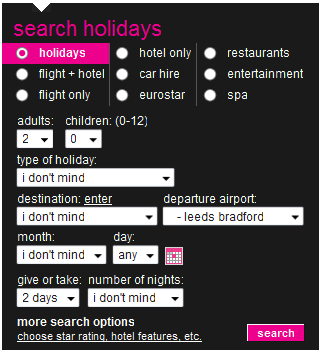 search holidays
holidays hotel only restaurants
flight + hotel car hire entertainment
flight only eurostar spa
adults: children: (0-12)
2 0
type of holiday:
i don't mind
destination: enter departure airport:
i don't mind - leeds bradford
month: day:
i don't mind any
give or take: number of nights:
2 days i don't mind
more search options
choose star rating, hotel features, etc. search